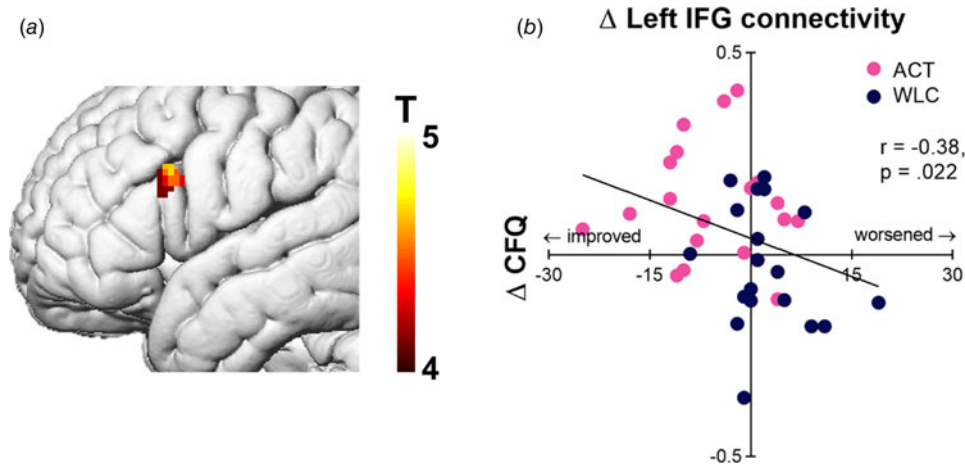 (a)
T
5
4
(b)
Δ Left IFG connectivity
0.5
ACT
WLC
r = -0.38,
p = .022
← improved
worsened →
-30
-15
15
30
Δ CFQ
-0.5